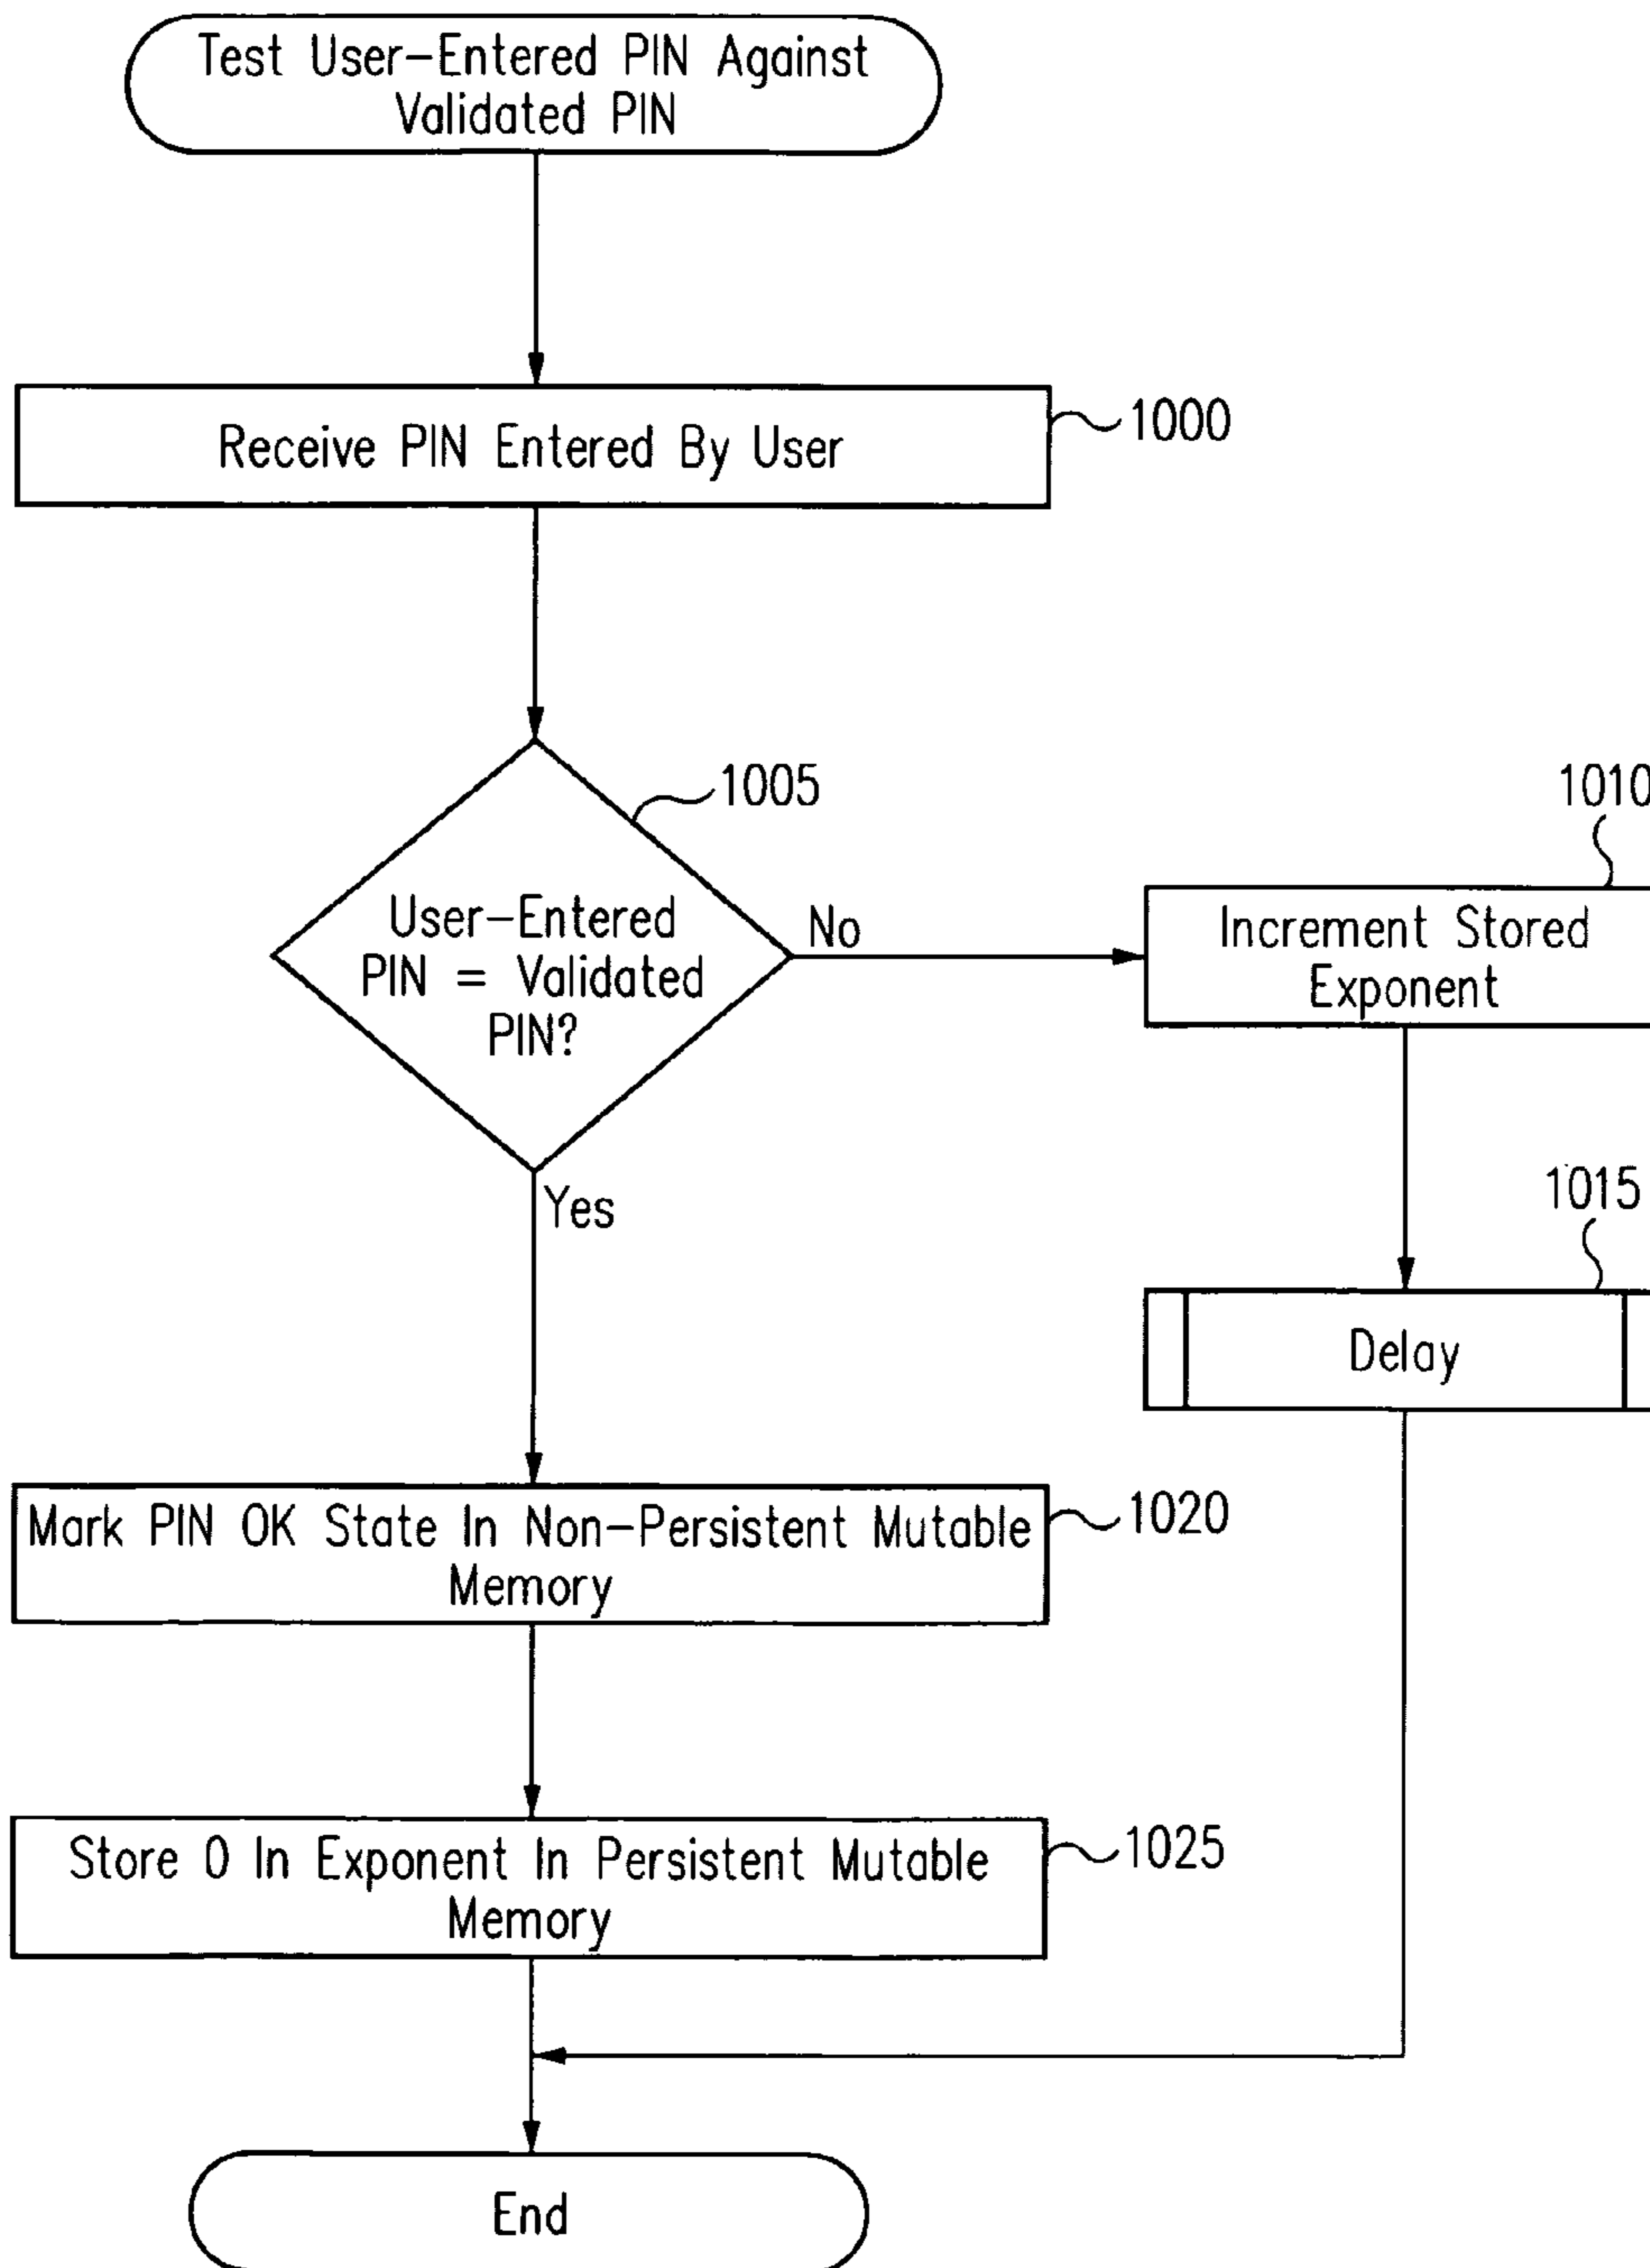 Test User-Entered PIN Against
Validated PIN
Receive PIN Entered By User
1000
1005
User-Entered
PIN = Validated
PIN?
No
Yes
1010
Increment Stored
Exponent
1015
Delay
Mark PIN OK State In Non-Persistent Mutable
Memory
1020
Store 0 In Exponent In Persistent Mutable
Memory
1025
End